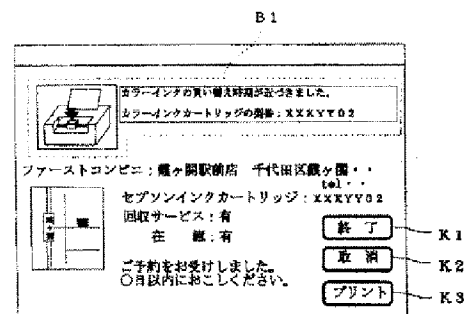 B1
カラーインクの買い替え時期が近づきました。
カラーインクカートリッジの型番：XXXYY02
ファーストコンビニ：霞ヶ関駅前店 千代田区霞ヶ関・・
tel・・
セプソンインクカートリッジ：XXXYY02
回収サービス：有
在 庫：有
ご予約をお受けしました。
〇月以内におこしください。
終了
K1
取消
K2
プリント
K3